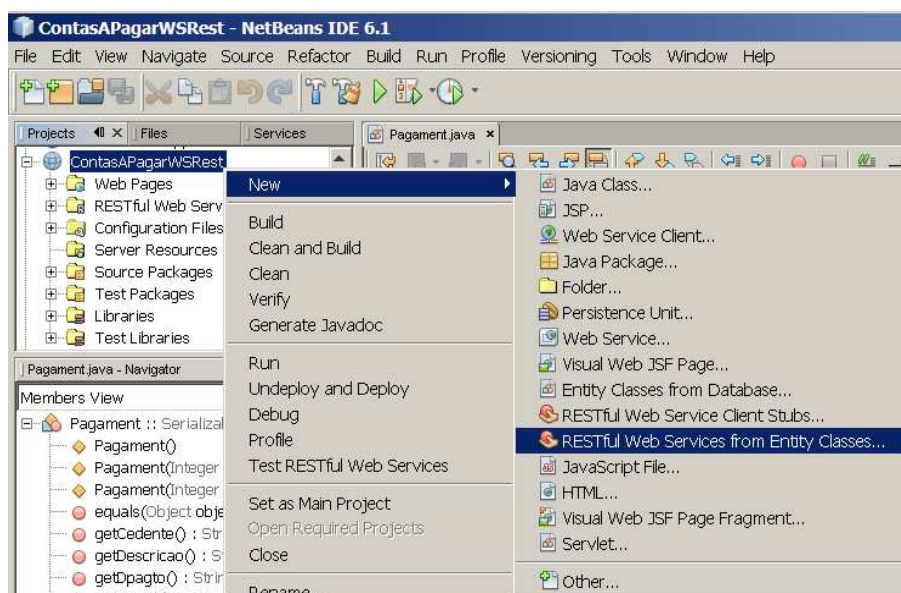 ContasAPagarWSRest - NetBeans IDE 6.1
File Edit View Navigate Source Refactor Build Run Profile Versioning Tools Window Help
Projects Files Services
Pagament.java
ContasAPagarWSRest
Web Pages
RESTful Web Serv
Configuration Files
Server Resources
Source Packages
Test Packages
Libraries
Test Libraries
Pagament.java - Navigator
Members View
Pagament :: Serializal
Pagament()
Pagament(Integer
Pagament(Integer
equals(Object obje
getCedente() : Str
getDescricao() : S
getDpagto() : Strin
New
Build
Clean and Build
Clean
Verify
Generate Javadoc
Run
Undeploy and Deploy
Debug
Profile
Test RESTful Web Services
Set as Main Project
Open Required Projects
Close
Rename
Java Class...
JSP...
Web Service Client...
Java Package...
Folder...
Persistence Unit...
Web Service...
Visual Web JSF Page...
Entity Classes from Database...
RESTful Web Service Client Stubs...
RESTful Web Services from Entity Classes...
JavaScript File...
HTML...
Visual Web JSF Page Fragment...
Servlet...
Other...